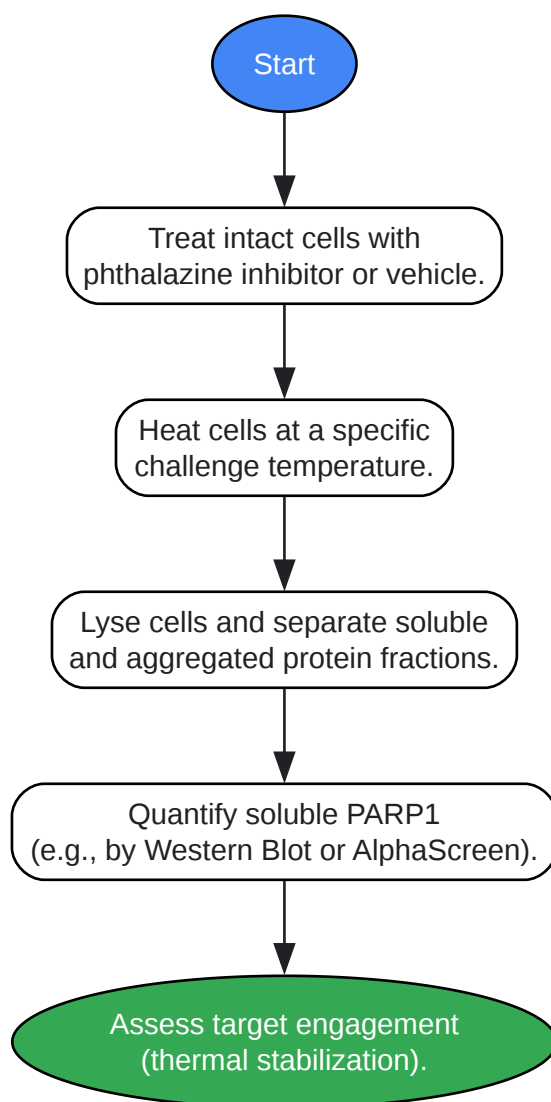 Start
Treat intact cells with
phthalazine inhibitor or vehicle.
Heat cells at a specific
challenge temperature.
Lyse cells and separate soluble
and aggregated protein fractions.
Quantify soluble PARP1
(e.g., by Western Blot or AlphaScreen).
Assess target engagement
(thermal stabilization).